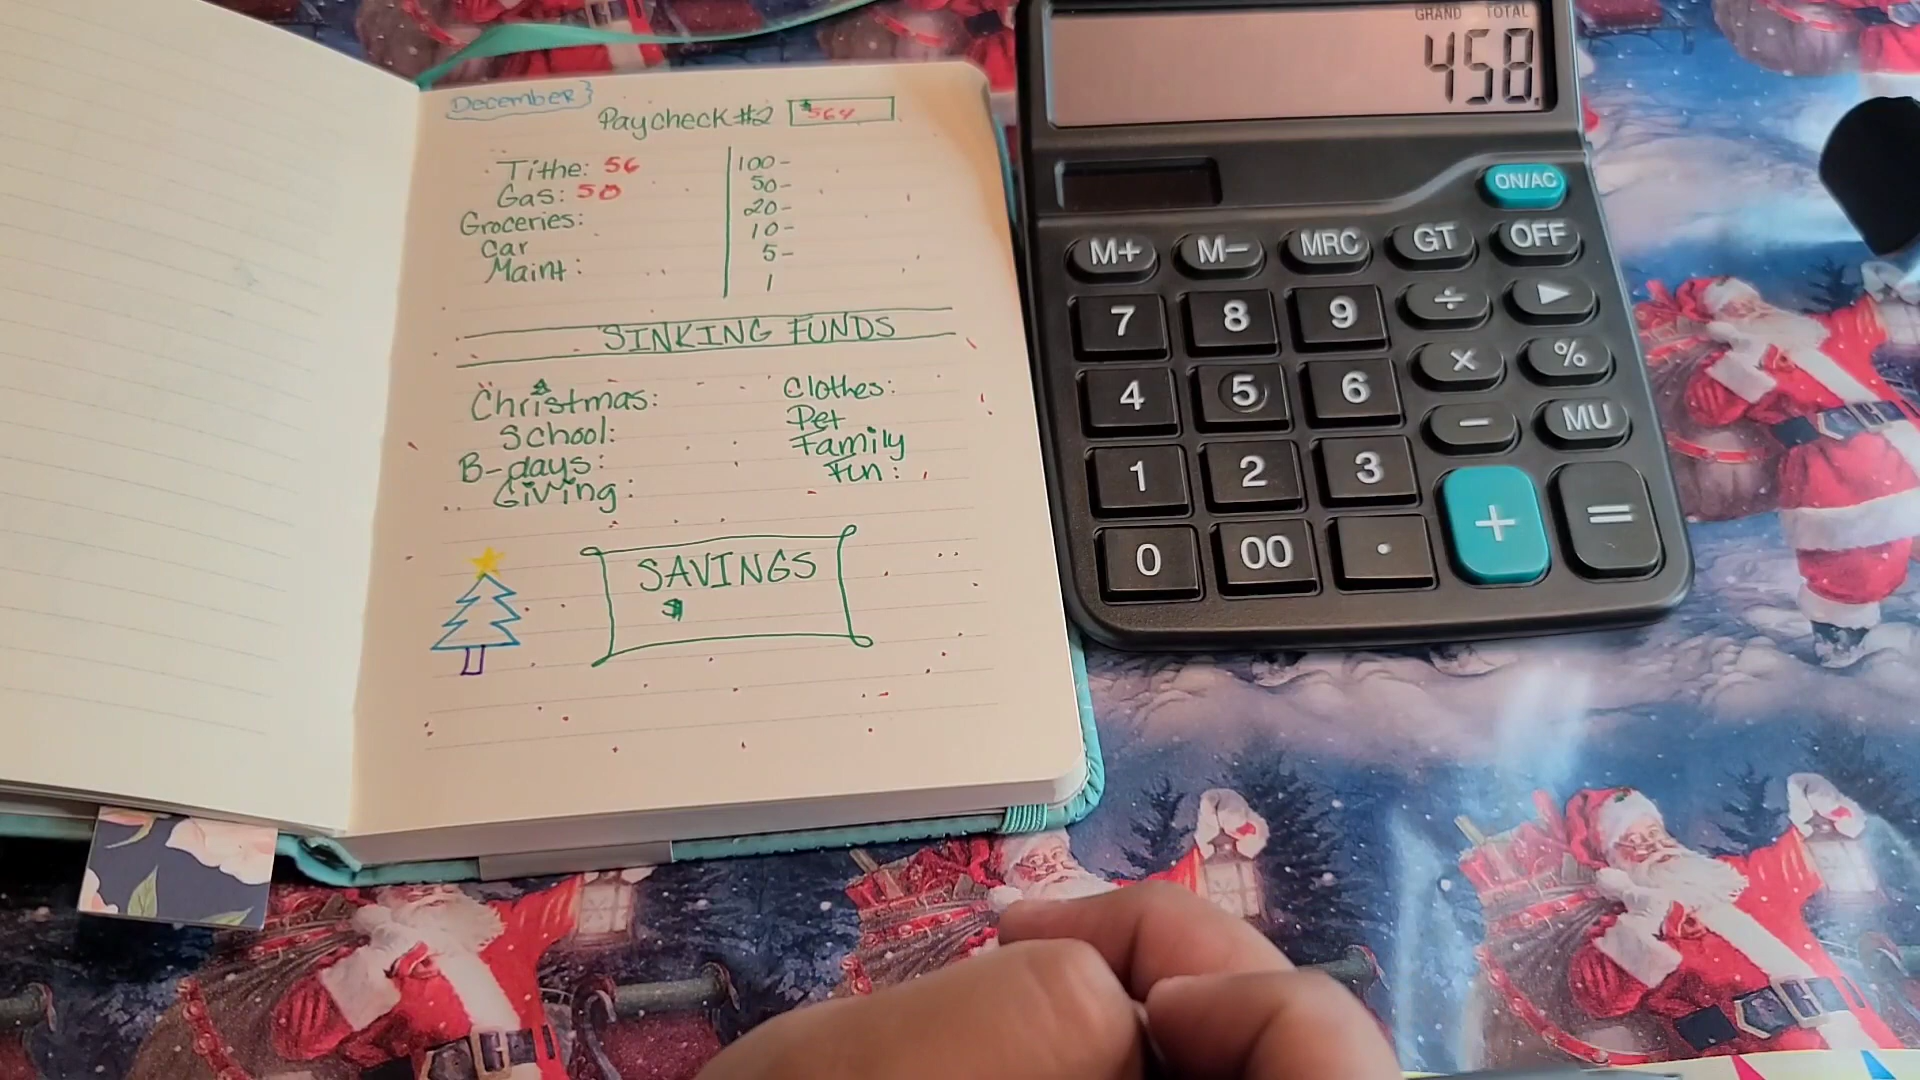 December
Paycheck #2 $564
Tithe: 56
Gas: 50
Groceries:
Car
Maint:
100-
50-
20-
10-
5-
1
SINKING FUNDS
Christmas:
School:
B-days:
Giving:
Clothes:
Pet
Family
Fun:
SAVINGS
$
GRAND TOTAL
458.
ON/AC
M+ M- MRC GT OFF
7 8 9 ÷ ▶
4 5 6 × %
1 2 3 - MU
0 00 . + =